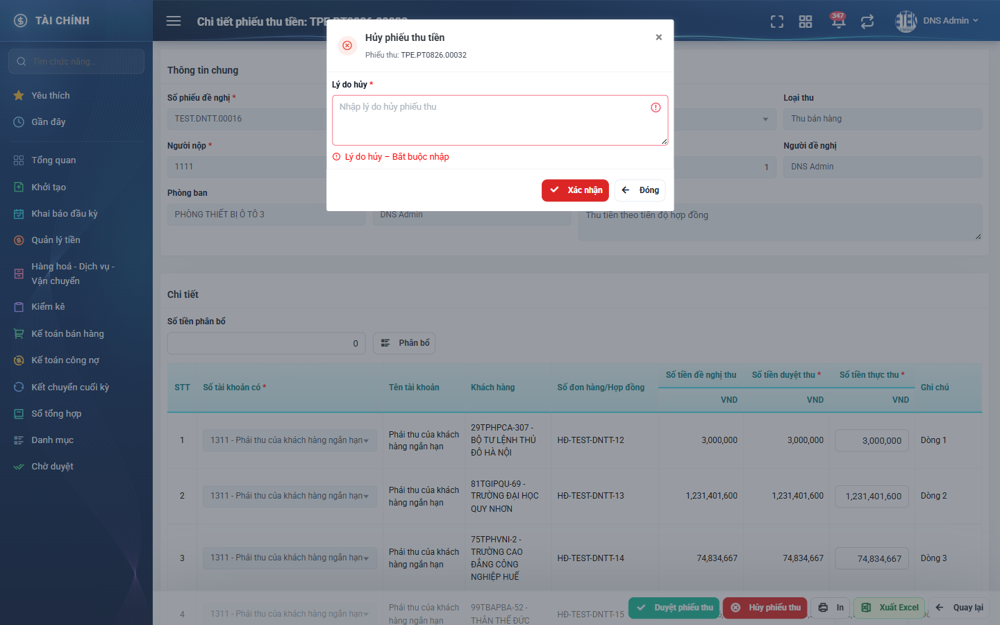 TÀI CHÍNH
Tìm chức năng...
Yêu thích
Gần đây
Tổng quan
Khởi tạo
Khai báo đầu kỳ
Quản lý tiền
Hàng hoá - Dịch vụ -
Vận chuyển
Kiểm kê
Kế toán bán hàng
Kế toán công nợ
Kết chuyển cuối kỳ
Sổ tổng hợp
Danh mục
Chờ duyệt
Chi tiết phiếu thu tiền:
347
DNS Admin
Hủy phiếu thu tiền
×
Phiếu thu: TPE.PT0826.00032
Lý do hủy *
Nhập lý do hủy phiếu thu
Lý do hủy – Bắt buộc nhập
Xác nhận
Đóng
Thông tin chung
Số phiếu đề nghị *
Loại thu
TEST.DNTT.00016
Thu bán hàng
Người nộp *
Người đề nghị
1111
1
DNS Admin
Phòng ban
PHÒNG THIẾT BỊ Ô TÔ 3
DNS Admin
Thu tiền theo tiến độ hợp đồng
Chi tiết
Số tiền phân bổ
0
Phân bổ
STT
Số tài khoản có *
Tên tài khoản
Khách hàng
Số đơn hàng/Hợp đồng
Số tiền đề nghị thu
Số tiền duyệt thu *
Số tiền thực thu *
Ghi chú
VND
VND
VND
1
1311 - Phải thu của khách hàng ngắn hạn
Phải thu của khách
hàng ngắn hạn
29TPHPCA-307 -
BỘ TƯ LỆNH THỦ
ĐÔ HÀ NỘI
HĐ-TEST-DNTT-12
3,000,000
3,000,000
3,000,000
Dòng 1
2
1311 - Phải thu của khách hàng ngắn hạn
Phải thu của khách
hàng ngắn hạn
81TGIPQU-69 -
TRƯỜNG ĐẠI HỌC
QUY NHƠN
HĐ-TEST-DNTT-13
1,231,401,600
1,231,401,600
1,231,401,600
Dòng 2
3
1311 - Phải thu của khách hàng ngắn hạn
Phải thu của khách
hàng ngắn hạn
75TPHVNI-2 -
TRƯỜNG CAO
ĐẲNG CÔNG
NGHIỆP HUẾ
HĐ-TEST-DNTT-14
74,834,667
74,834,667
74,834,667
Dòng 3
4
1311 - Phải thu của khách hàng ngắn hạn
Phải thu của khách
hàng ngắn hạn
99TBAPBA-52 -
THÂN THẾ ĐỨC
HĐ-TEST-DNTT-15
Duyệt phiếu thu
Hủy phiếu thu
In
Xuất Excel
Quay lại